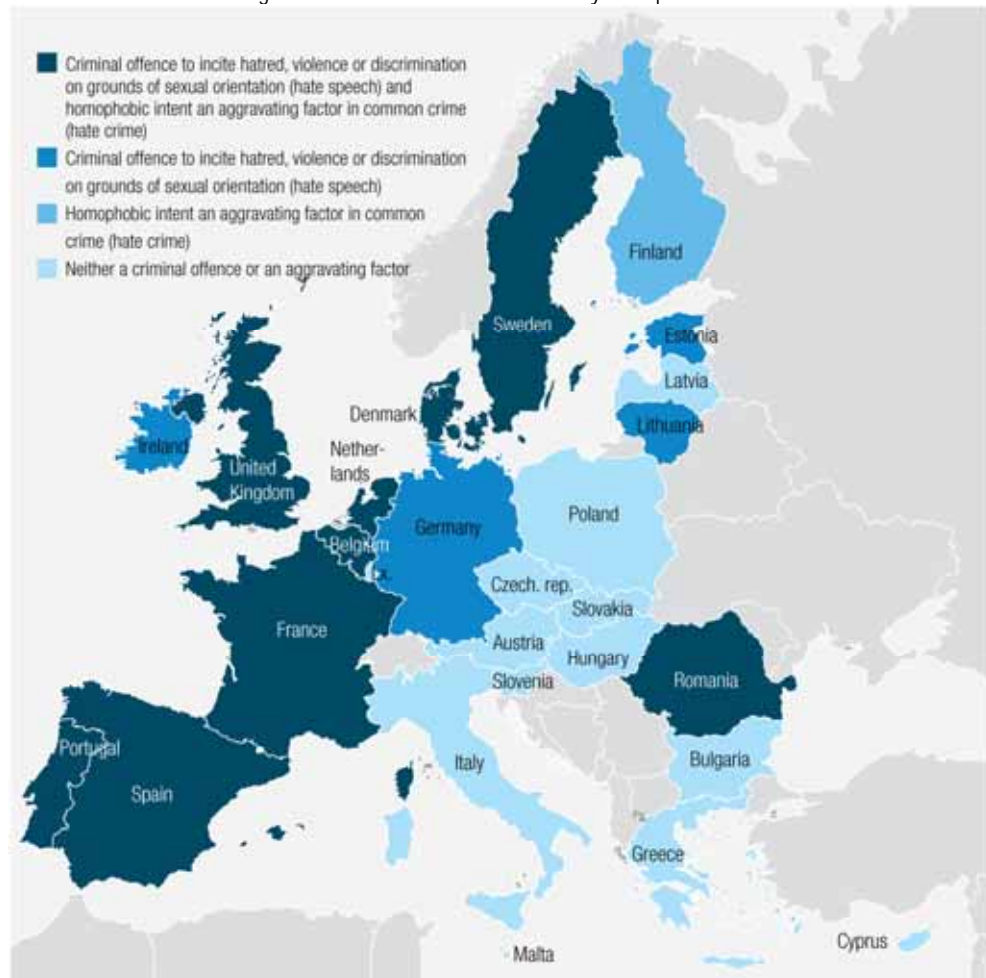 Criminal offence to incite hatred, violence or discrimination
on grounds of sexual orientation (hate speech) and
homophobic intent an aggravating factor in common crime
(hate crime)
Criminal offence to incite hatred, violence or discrimination
on grounds of sexual orientation (hate speech)
Homophobic intent an aggravating factor in common
crime (hate crime)
Neither a criminal offence or an aggravating factor
Finland
Sweden
Estonia
Latvia
Lithuania
Denmark
Nether-
lands
Ireland
United
Kingdom
Belgium
Lx.
Germany
Poland
Czech. rep.
Slovakia
Austria
Hungary
Slovenia
France
Romania
Bulgaria
Portugal
Spain
Italy
Greece
Malta
Cyprus